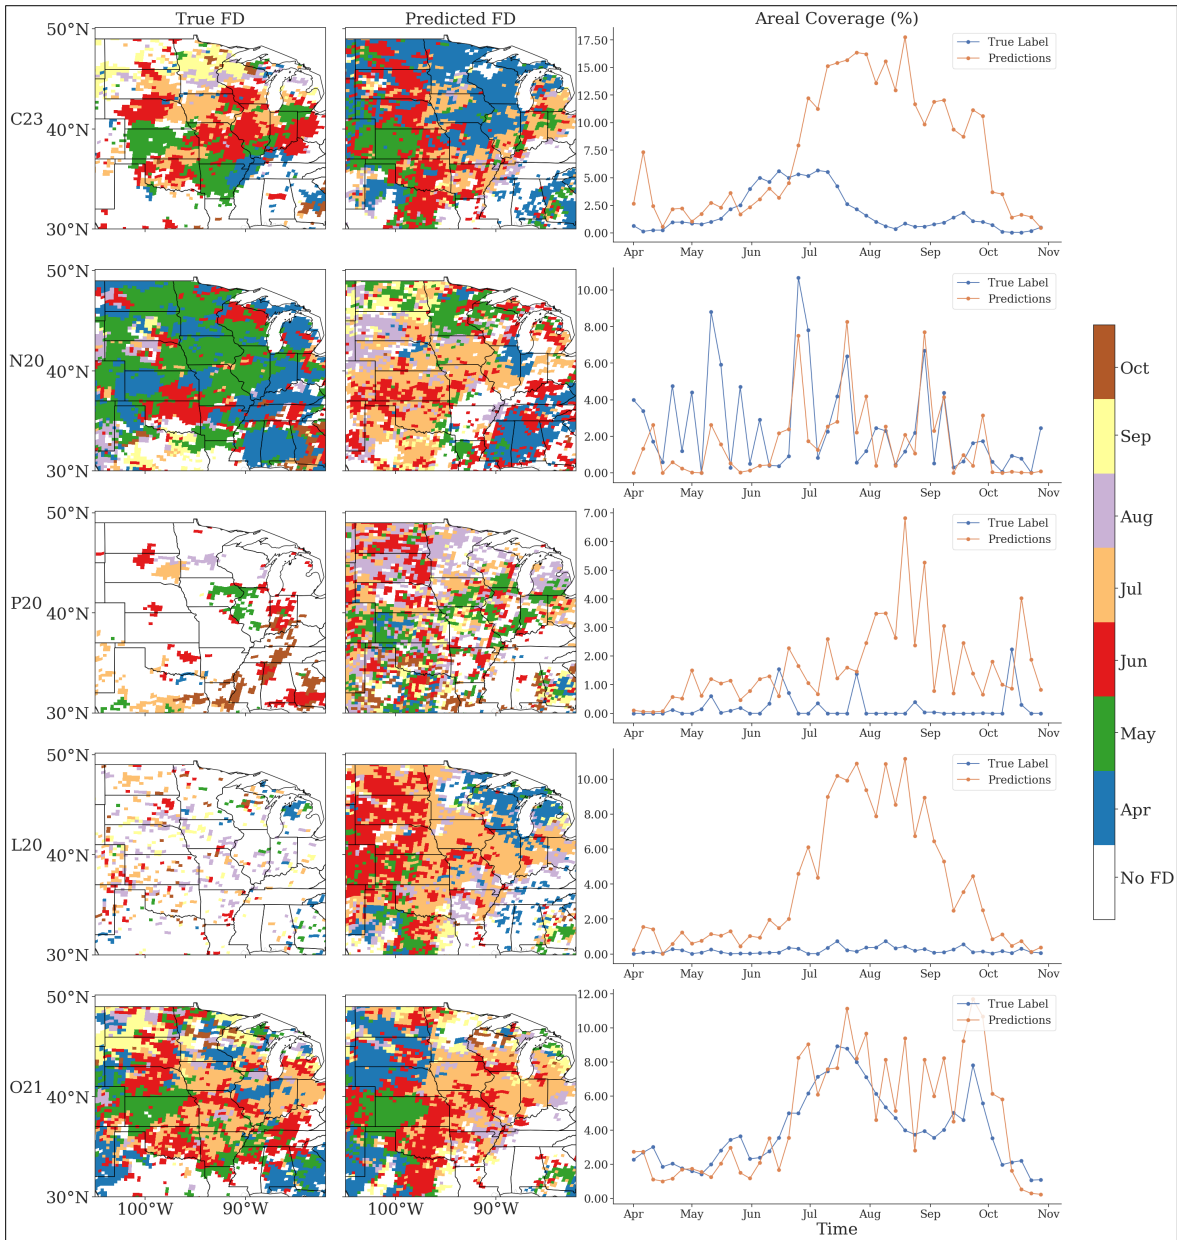 True FD Predicted FD Areal Coverage (%)
C23
50°N
40°N
30°N
17.50
15.00
12.50
10.00
7.50
5.00
2.50
0.00
True Label
Predictions
Apr May Jun Jul Aug Sep Oct Nov
N20
50°N
40°N
30°N
10.00
8.00
6.00
4.00
2.00
0.00
True Label
Predictions
Apr May Jun Jul Aug Sep Oct Nov
P20
50°N
40°N
30°N
7.00
6.00
5.00
4.00
3.00
2.00
1.00
0.00
True Label
Predictions
Apr May Jun Jul Aug Sep Oct Nov
L20
50°N
40°N
30°N
10.00
8.00
6.00
4.00
2.00
0.00
True Label
Predictions
Apr May Jun Jul Aug Sep Oct Nov
O21
50°N
40°N
30°N
100°W 90°W
100°W 90°W
12.00
10.00
8.00
6.00
4.00
2.00
0.00
True Label
Predictions
Apr May Jun Jul Aug Sep Oct Nov
Time
Oct
Sep
Aug
Jul
Jun
May
Apr
No FD